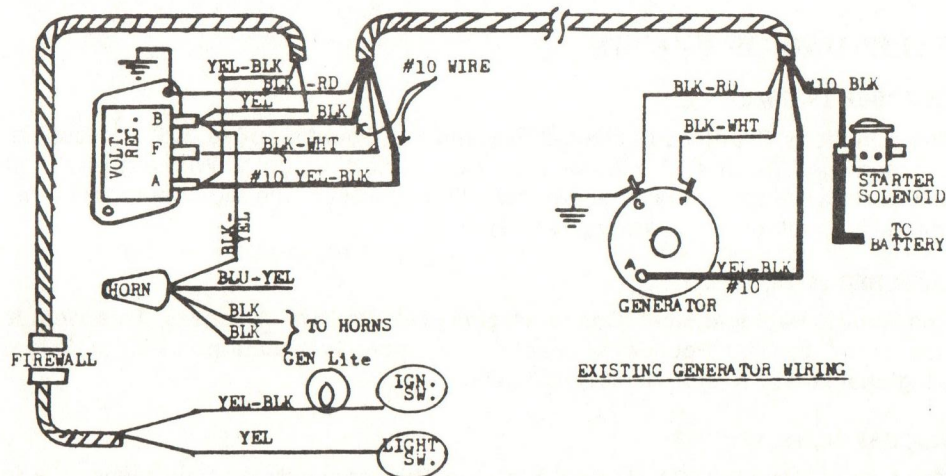 YEL-BLK
BLK-RD
YEL
BLK
#10 WIRE
BLK-WHT
#10 YEL-BLK
VOLT. REG.
B
F
A
BLK-YEL
HORN
BLU-YEL
BLK
BLK
TO HORNS
GEN Lite
FIREWALL
YEL-BLK
IGN. SW.
YEL
LIGHT SW.
BLK-RD
#10 BLK
BLK-WHT
STARTER SOLENOID
TO BATTERY
G
F
A
YEL-BLK
#10
GENERATOR
EXISTING GENERATOR WIRING